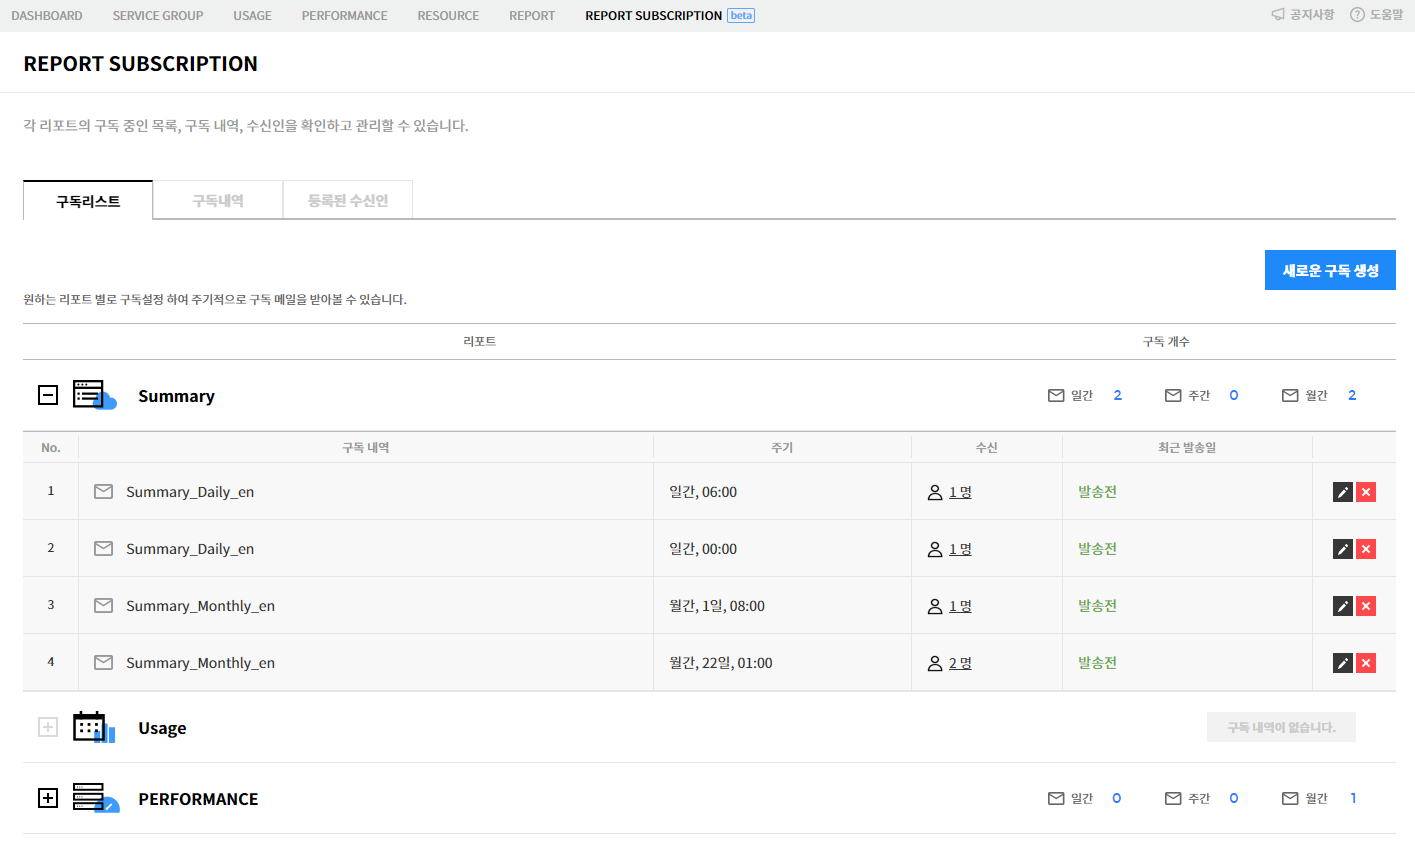 DASHBOARD SERVICE GROUP USAGE PERFORMANCE RESOURCE REPORT REPORT SUBSCRIPTION beta 공지사항 도움말
REPORT SUBSCRIPTION
각 리포트의 구독 중인 목록, 구독 내역, 수신인을 확인하고 관리할 수 있습니다.
구독리스트 구독내역 등록된 수신인
새로운 구독 생성
원하는 리포트 별로 구독설정 하여 주기적으로 구독 메일을 받아볼 수 있습니다.
리포트 구독 개수
Summary 일간 2 주간 0 월간 2
No. 구독 내역 주기 수신 최근 발송일
1 Summary_Daily_en 일간, 06:00 1 명 발송전
2 Summary_Daily_en 일간, 00:00 1 명 발송전
3 Summary_Monthly_en 월간, 1일, 08:00 1 명 발송전
4 Summary_Monthly_en 월간, 22일, 01:00 2 명 발송전
Usage 구독 내역이 없습니다.
PERFORMANCE 일간 0 주간 0 월간 1